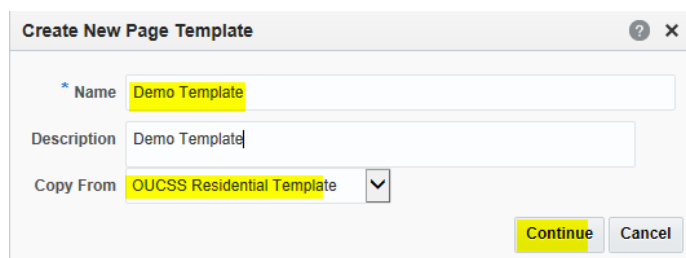 Create New Page Template
* Name Demo Template
Description Demo Template
Copy From OUCSS Residential Template
Continue Cancel